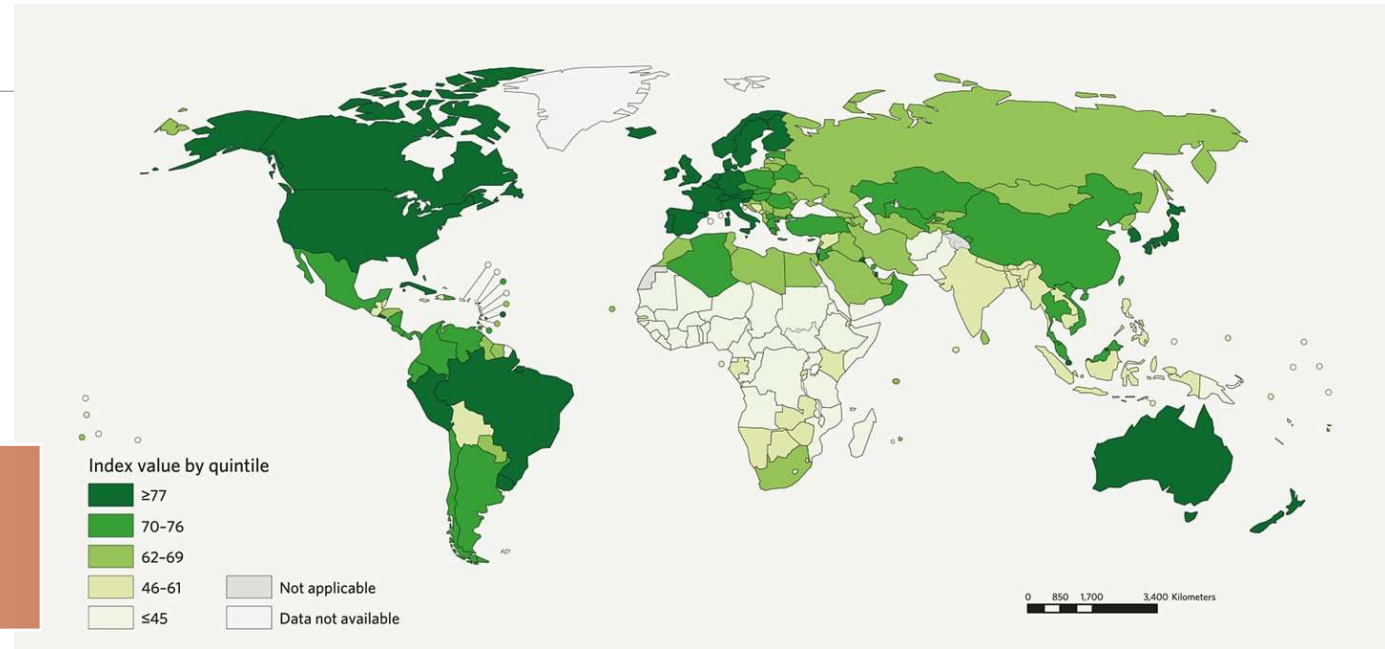 Index value by quintile
≥77
70–76
62–69
46–61
≤45
Not applicable
Data not available
0 850 1,700 3,400 Kilometers